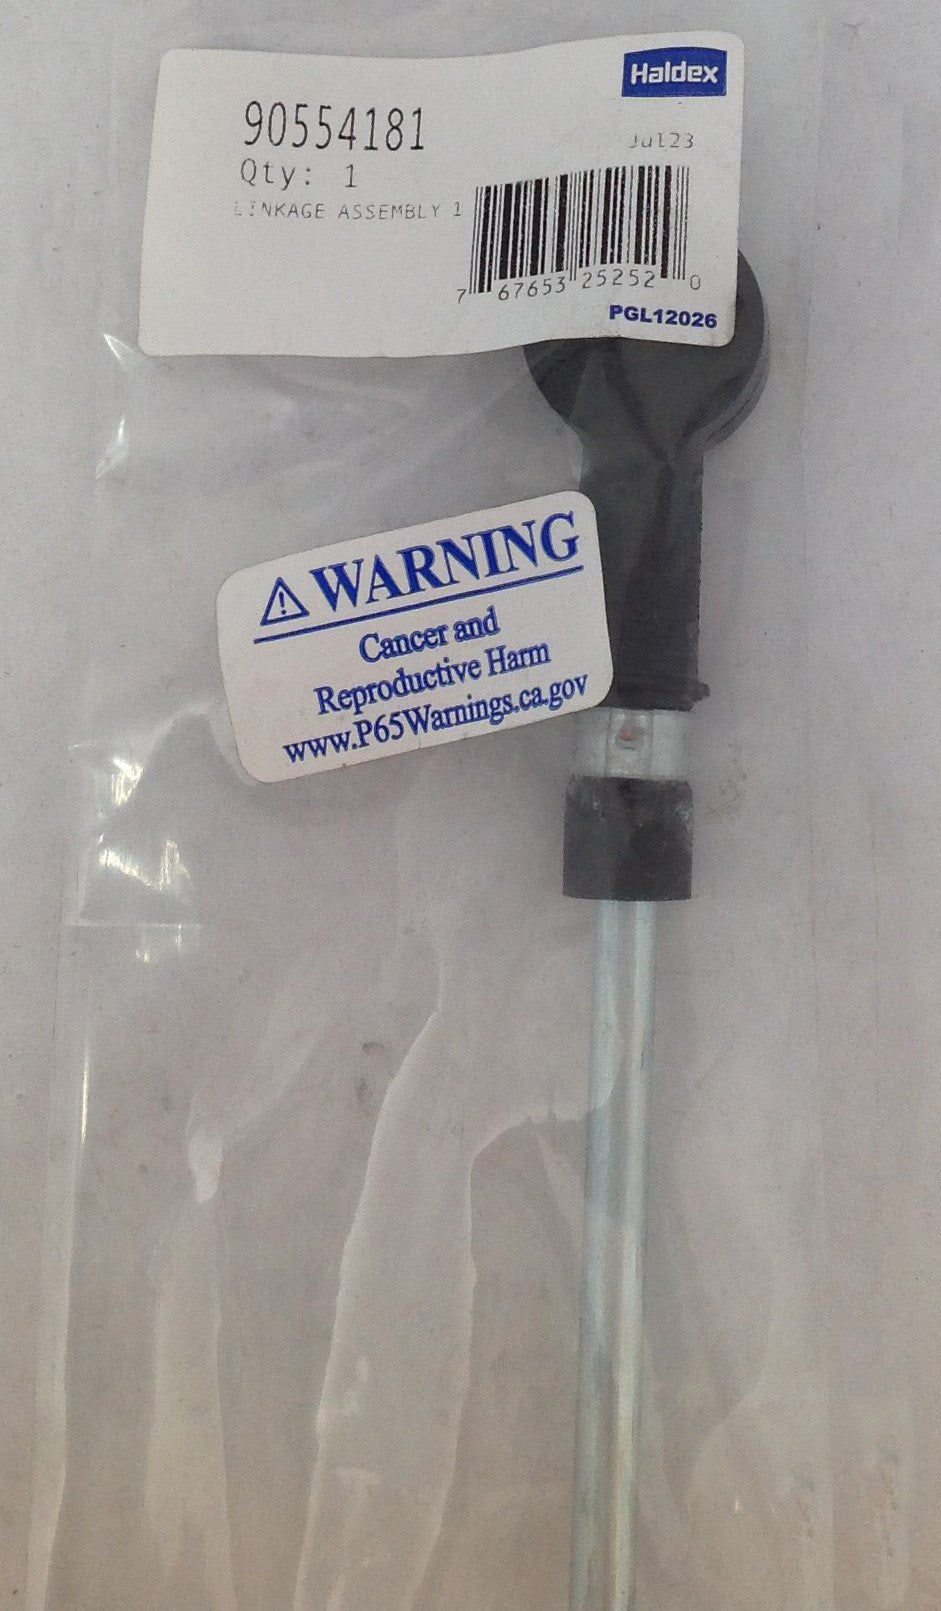 Haldex
90554181
Jul23
Qty: 1
LINKAGE ASSEMBLY 1
7 67653 25252 0
PGL12026
⚠ WARNING
Cancer and
Reproductive Harm
www.P65Warnings.ca.gov